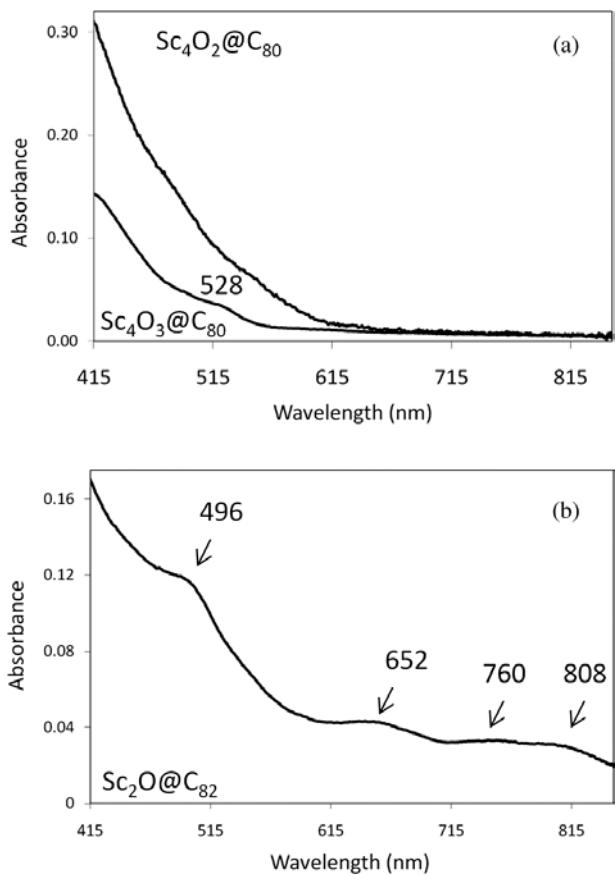 0.30
Sc₄O₂@C₈₀
(a)
0.20
Absorbance
0.10
528
Sc₄O₃@C₈₀
0.00
415 515 615 715 815
Wavelength (nm)
0.16
(b)
496
0.12
Absorbance
0.08
652 760 808
0.04
Sc₂O@C₈₂
0
415 515 615 715 815
Wavelength (nm)